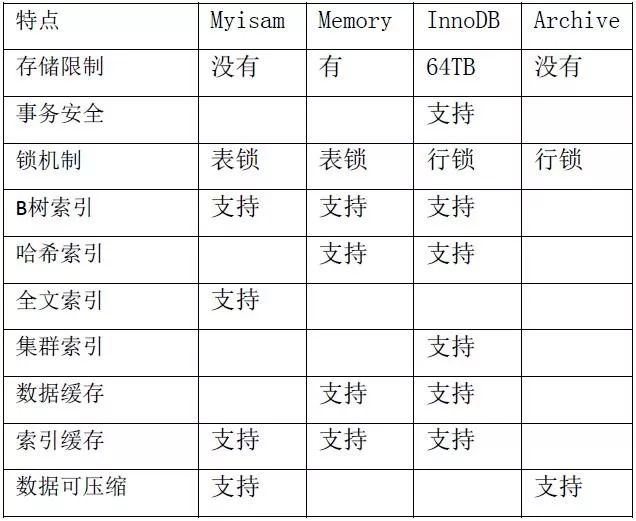 特点 Myisam Memory InnoDB Archive
存储限制 没有 有 64TB 没有
事务安全 支持
锁机制 表锁 表锁 行锁 行锁
B树索引 支持 支持 支持
哈希索引 支持 支持
全文索引 支持
集群索引 支持
数据缓存 支持 支持
索引缓存 支持 支持 支持
数据可压缩 支持 支持